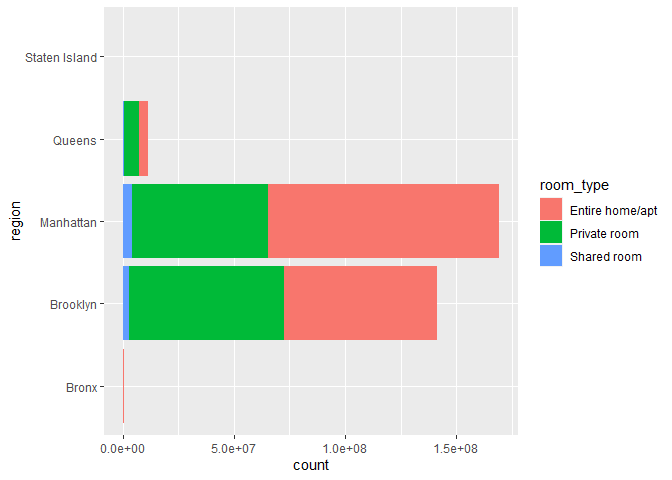 Staten Island
Queens
Manhattan
Brooklyn
Bronx
region
0.0e+00 5.0e+07 1.0e+08 1.5e+08
count
room_type
Entire home/apt
Private room
Shared room